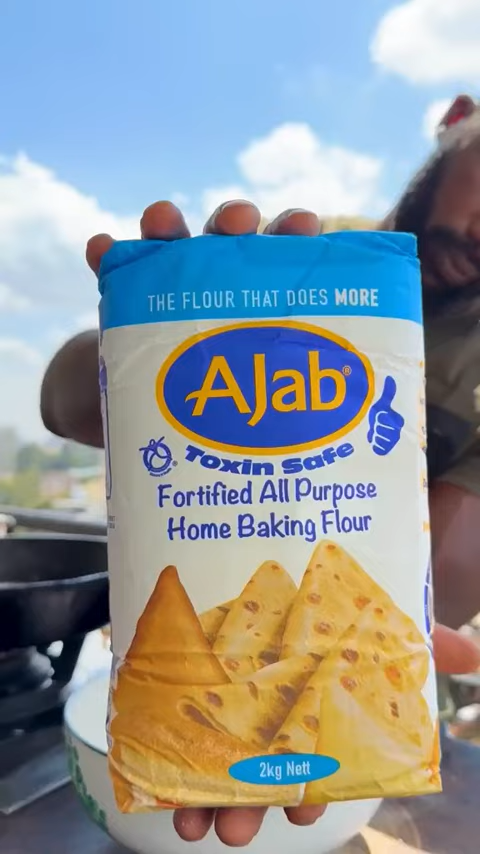 THE FLOUR THAT DOES MORE
AJab®
Toxin Safe
Fortified All Purpose
Home Baking Flour
2kg Nett